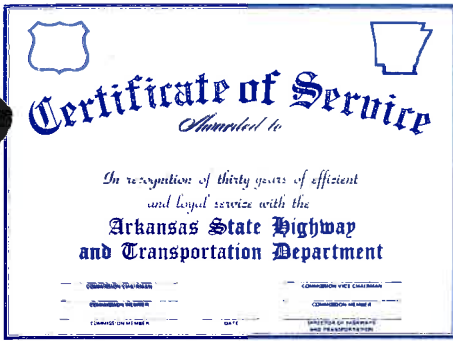 Certificate of Service
Awarded to
In recognition of thirty years of efficient
and loyal service with the
Arkansas State Highway
and Transportation Department
COMMISSION CHAIRMAN
COMMISSION VICE CHAIRMAN
COMMISSION MEMBER
COMMISSION MEMBER
COMMISSION MEMBER
DATE
DIRECTOR OF HIGHWAYS
AND TRANSPORTATION